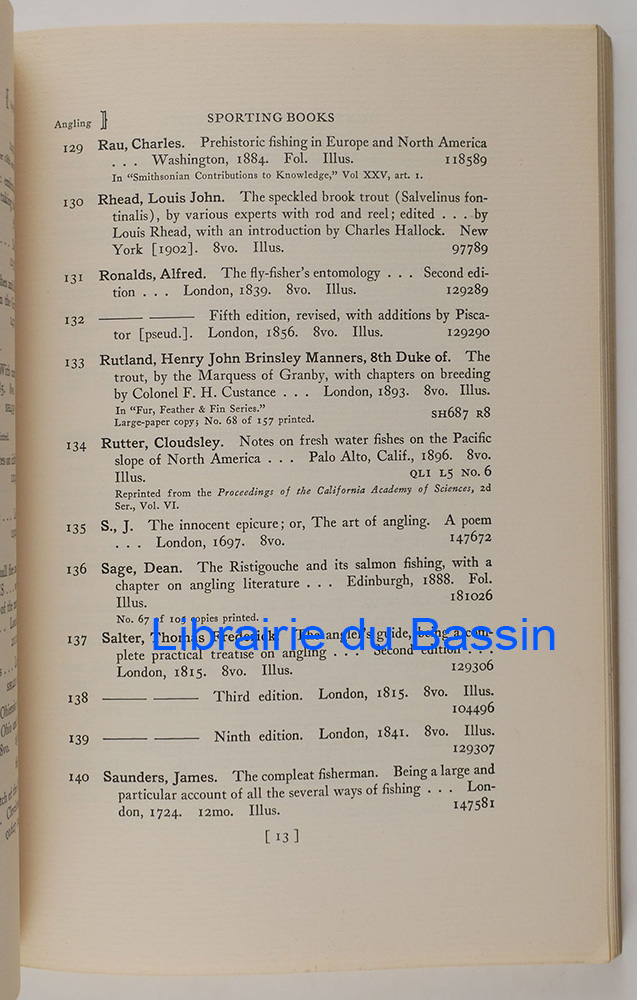 Angling ]} SPORTING BOOKS
129 Rau, Charles. Prehistoric fishing in Europe and North America
. . . Washington, 1884. Fol. Illus. 118589
In “Smithsonian Contributions to Knowledge,” Vol XXV, art. 1.
130 Rhead, Louis John. The speckled brook trout (Salvelinus fon-
tinalis), by various experts with rod and reel; edited . . . by
Louis Rhead, with an introduction by Charles Hallock. New
York [1902]. 8vo. Illus. 97789
131 Ronalds, Alfred. The fly-fisher's entomology . . . Second edi-
tion . . . London, 1839. 8vo. Illus. 129289
132 —— —— Fifth edition, revised, with additions by Pisca-
tor [pseud.]. London, 1856. 8vo. Illus. 129290
133 Rutland, Henry John Brinsley Manners, 8th Duke of. The
trout, by the Marquess of Granby, with chapters on breeding
by Colonel F. H. Custance . . . London, 1893. 8vo. Illus.
In “Fur, Feather & Fin Series.”
Large-paper copy; No. 68 of 157 printed. SH687 R8
134 Rutter, Cloudsley. Notes on fresh water fishes on the Pacific
slope of North America . . . Palo Alto, Calif., 1896. 8vo.
Illus. QL1 L5 No. 6
Reprinted from the Proceedings of the California Academy of Sciences, 2d
Ser., Vol. VI.
135 S., J. The innocent epicure; or, The art of angling. A poem
. . . London, 1697. 8vo. 147672
136 Sage, Dean. The Ristigouche and its salmon fishing, with a
chapter on angling literature . . . Edinburgh, 1888. Fol.
Illus. 181026
No. 67 of 105 copies printed.
Librairie du Bassin
137 Salter, Thomas Frederick. The angler's guide, being a com-
plete practical treatise on angling . . . Second edition . . .
London, 1815. 8vo. Illus. 129306
138 —— —— Third edition. London, 1815. 8vo. Illus.
104496
139 —— —— Ninth edition. London, 1841. 8vo. Illus.
129307
140 Saunders, James. The compleat fisherman. Being a large and
particular account of all the several ways of fishing . . . Lon-
don, 1724. 12mo. Illus. 147581
[ 13 ]